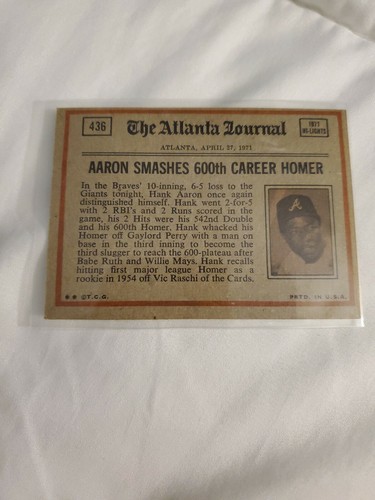 436
The Atlanta Journal
1971
HI-LIGHTS
ATLANTA, APRIL 27, 1971
AARON SMASHES 600th CAREER HOMER
In the Braves' 10-inning, 6-5 loss to the
Giants tonight, Hank Aaron once again
distinguished himself. Hank went 2-for-5
with 2 RBI's and 2 Runs scored in the
game, his 2 Hits were his 542nd Double
and his 600th Homer. Hank whacked his
Homer off Gaylord Perry with a man on
base in the third inning to become the
third slugger to reach the 600-plateau after
Babe Ruth and Willie Mays. Hank recalls
hitting first major league Homer as a
rookie in 1954 off Vic Raschi of the Cards.
A
** ©T.C.G.
PRTD. IN U.S.A.